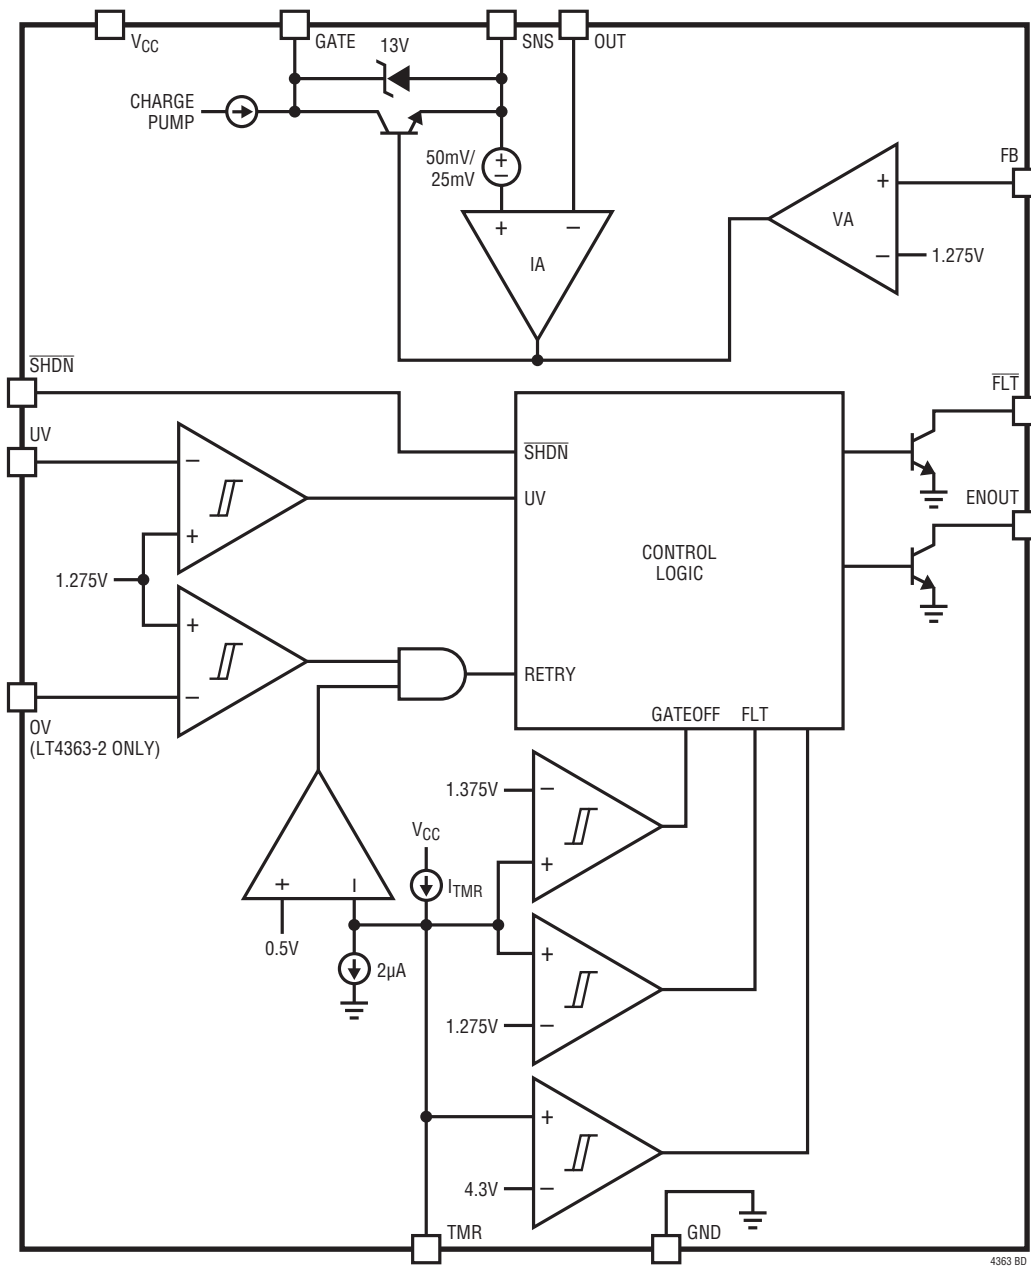 VCC
GATE
13V
SNS
OUT
CHARGE
PUMP
50mV/
25mV
+
−
+
−
IA
FB
+
VA
−
1.275V
SHDN
UV
−
+
1.275V
+
−
OV
(LT4363-2 ONLY)
SHDN
UV
CONTROL
LOGIC
RETRY
GATEOFF
FLT
FLT
ENOUT
1.375V
−
+
VCC
ITMR
+
−
0.5V
2µA
+
1.275V
−
+
4.3V
−
TMR
GND
4363 BD